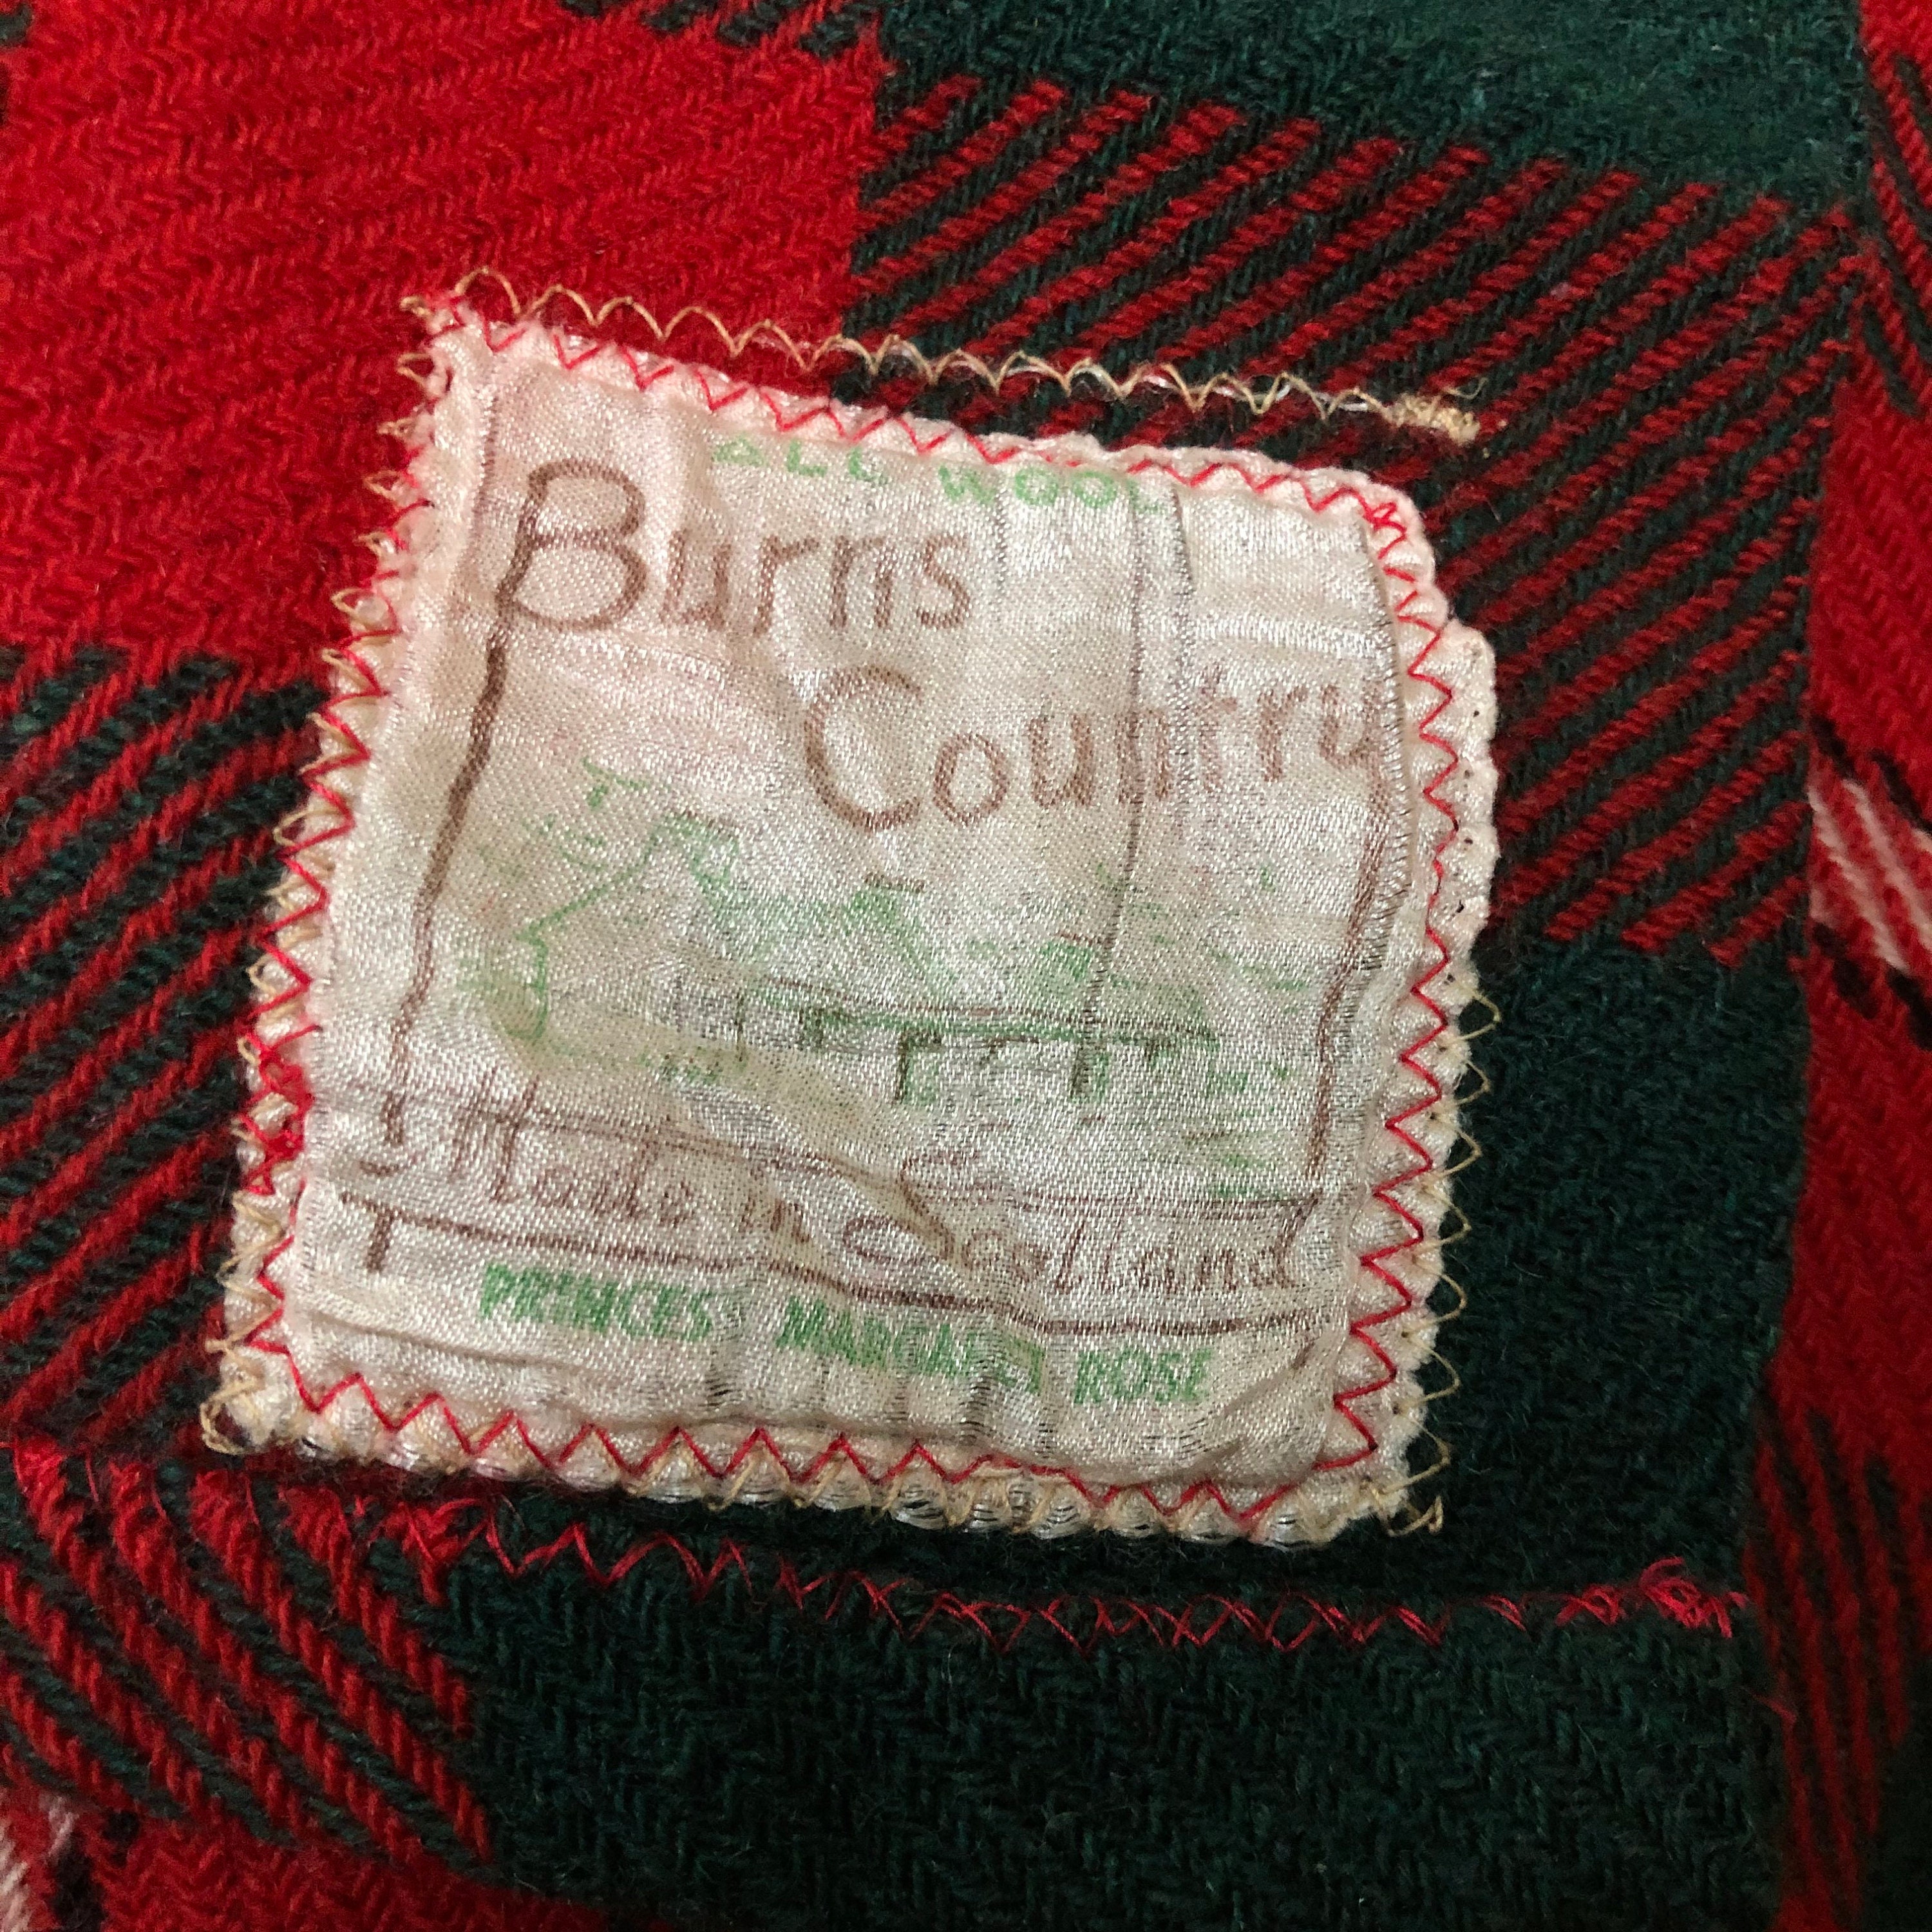 ALL WOOL
Burns
Country
Made in Scotland
PRINCESS MARGARET ROSE